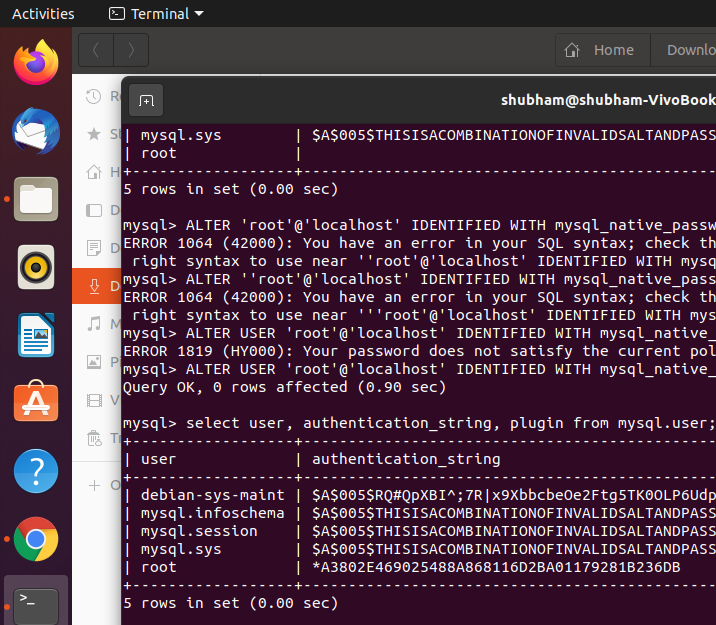 Activities Terminal
Home Downlo
shubham@shubham-VivoBook
| mysql.sys | $A$005$THISISACOMBINATIONOFINVALIDSALTANDPASS
| root |
+------------------+---------------------------------------------
5 rows in set (0.00 sec)
mysql> ALTER 'root'@'localhost' IDENTIFIED WITH mysql_native_passw
ERROR 1064 (42000): You have an error in your SQL syntax; check th
right syntax to use near ''root'@'localhost' IDENTIFIED WITH mysq
mysql> ALTER ''root'@'localhost' IDENTIFIED WITH mysql_native_pass
ERROR 1064 (42000): You have an error in your SQL syntax; check th
right syntax to use near '''root'@'localhost' IDENTIFIED WITH mys
mysql> ALTER USER 'root'@'localhost' IDENTIFIED WITH mysql_native_
ERROR 1819 (HY000): Your password does not satisfy the current pol
mysql> ALTER USER 'root'@'localhost' IDENTIFIED WITH mysql_native_
Query OK, 0 rows affected (0.90 sec)
mysql> select user, authentication_string, plugin from mysql.user;
+------------------+---------------------------------------------
| user | authentication_string
+------------------+---------------------------------------------
| debian-sys-maint | $A$005$RQ#QpXBI^;7R|x9XbbcbeOe2Ftg5TK0OLP6Udp
| mysql.infoschema | $A$005$THISISACOMBINATIONOFINVALIDSALTANDPASS
| mysql.session | $A$005$THISISACOMBINATIONOFINVALIDSALTANDPASS
| mysql.sys | $A$005$THISISACOMBINATIONOFINVALIDSALTANDPASS
| root | *A3802E469025488A868116D2BA01179281B236DB
+------------------+---------------------------------------------
5 rows in set (0.00 sec)